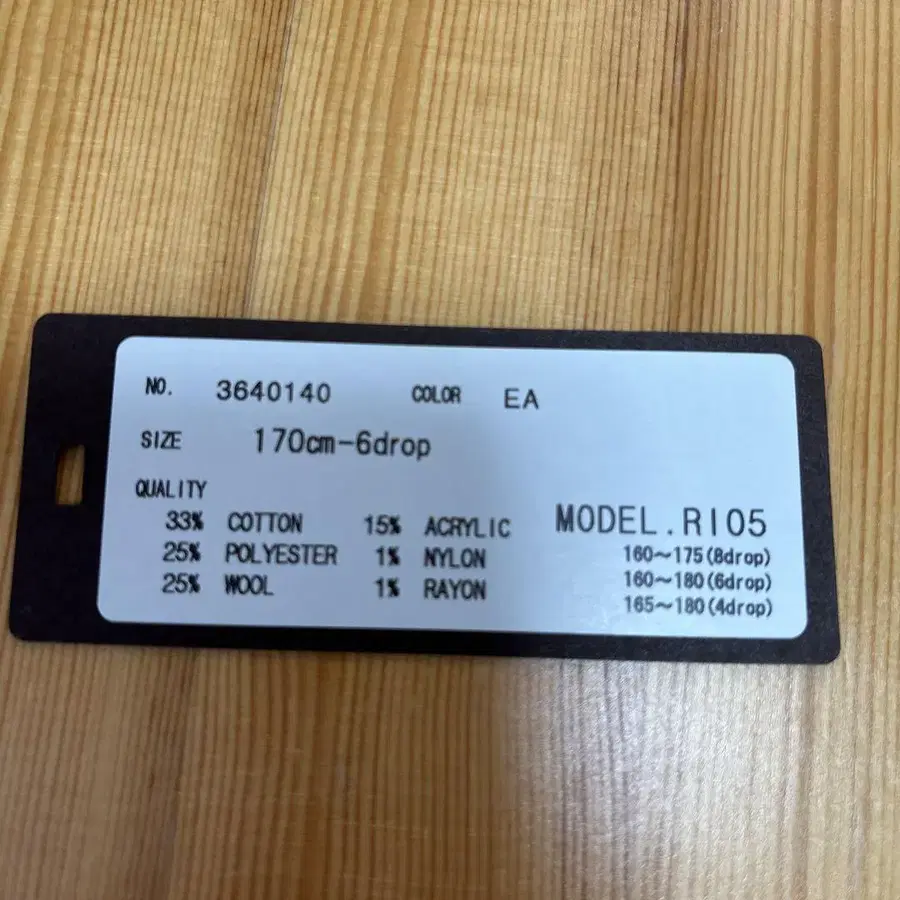 NO. 3640140 COLOR EA
SIZE 170cm-6drop
QUALITY
33% COTTON 15% ACRYLIC
25% POLYESTER 1% NYLON
25% WOOL 1% RAYON
MODEL.RI05
160～175(8drop)
160～180(6drop)
165～180(4drop)